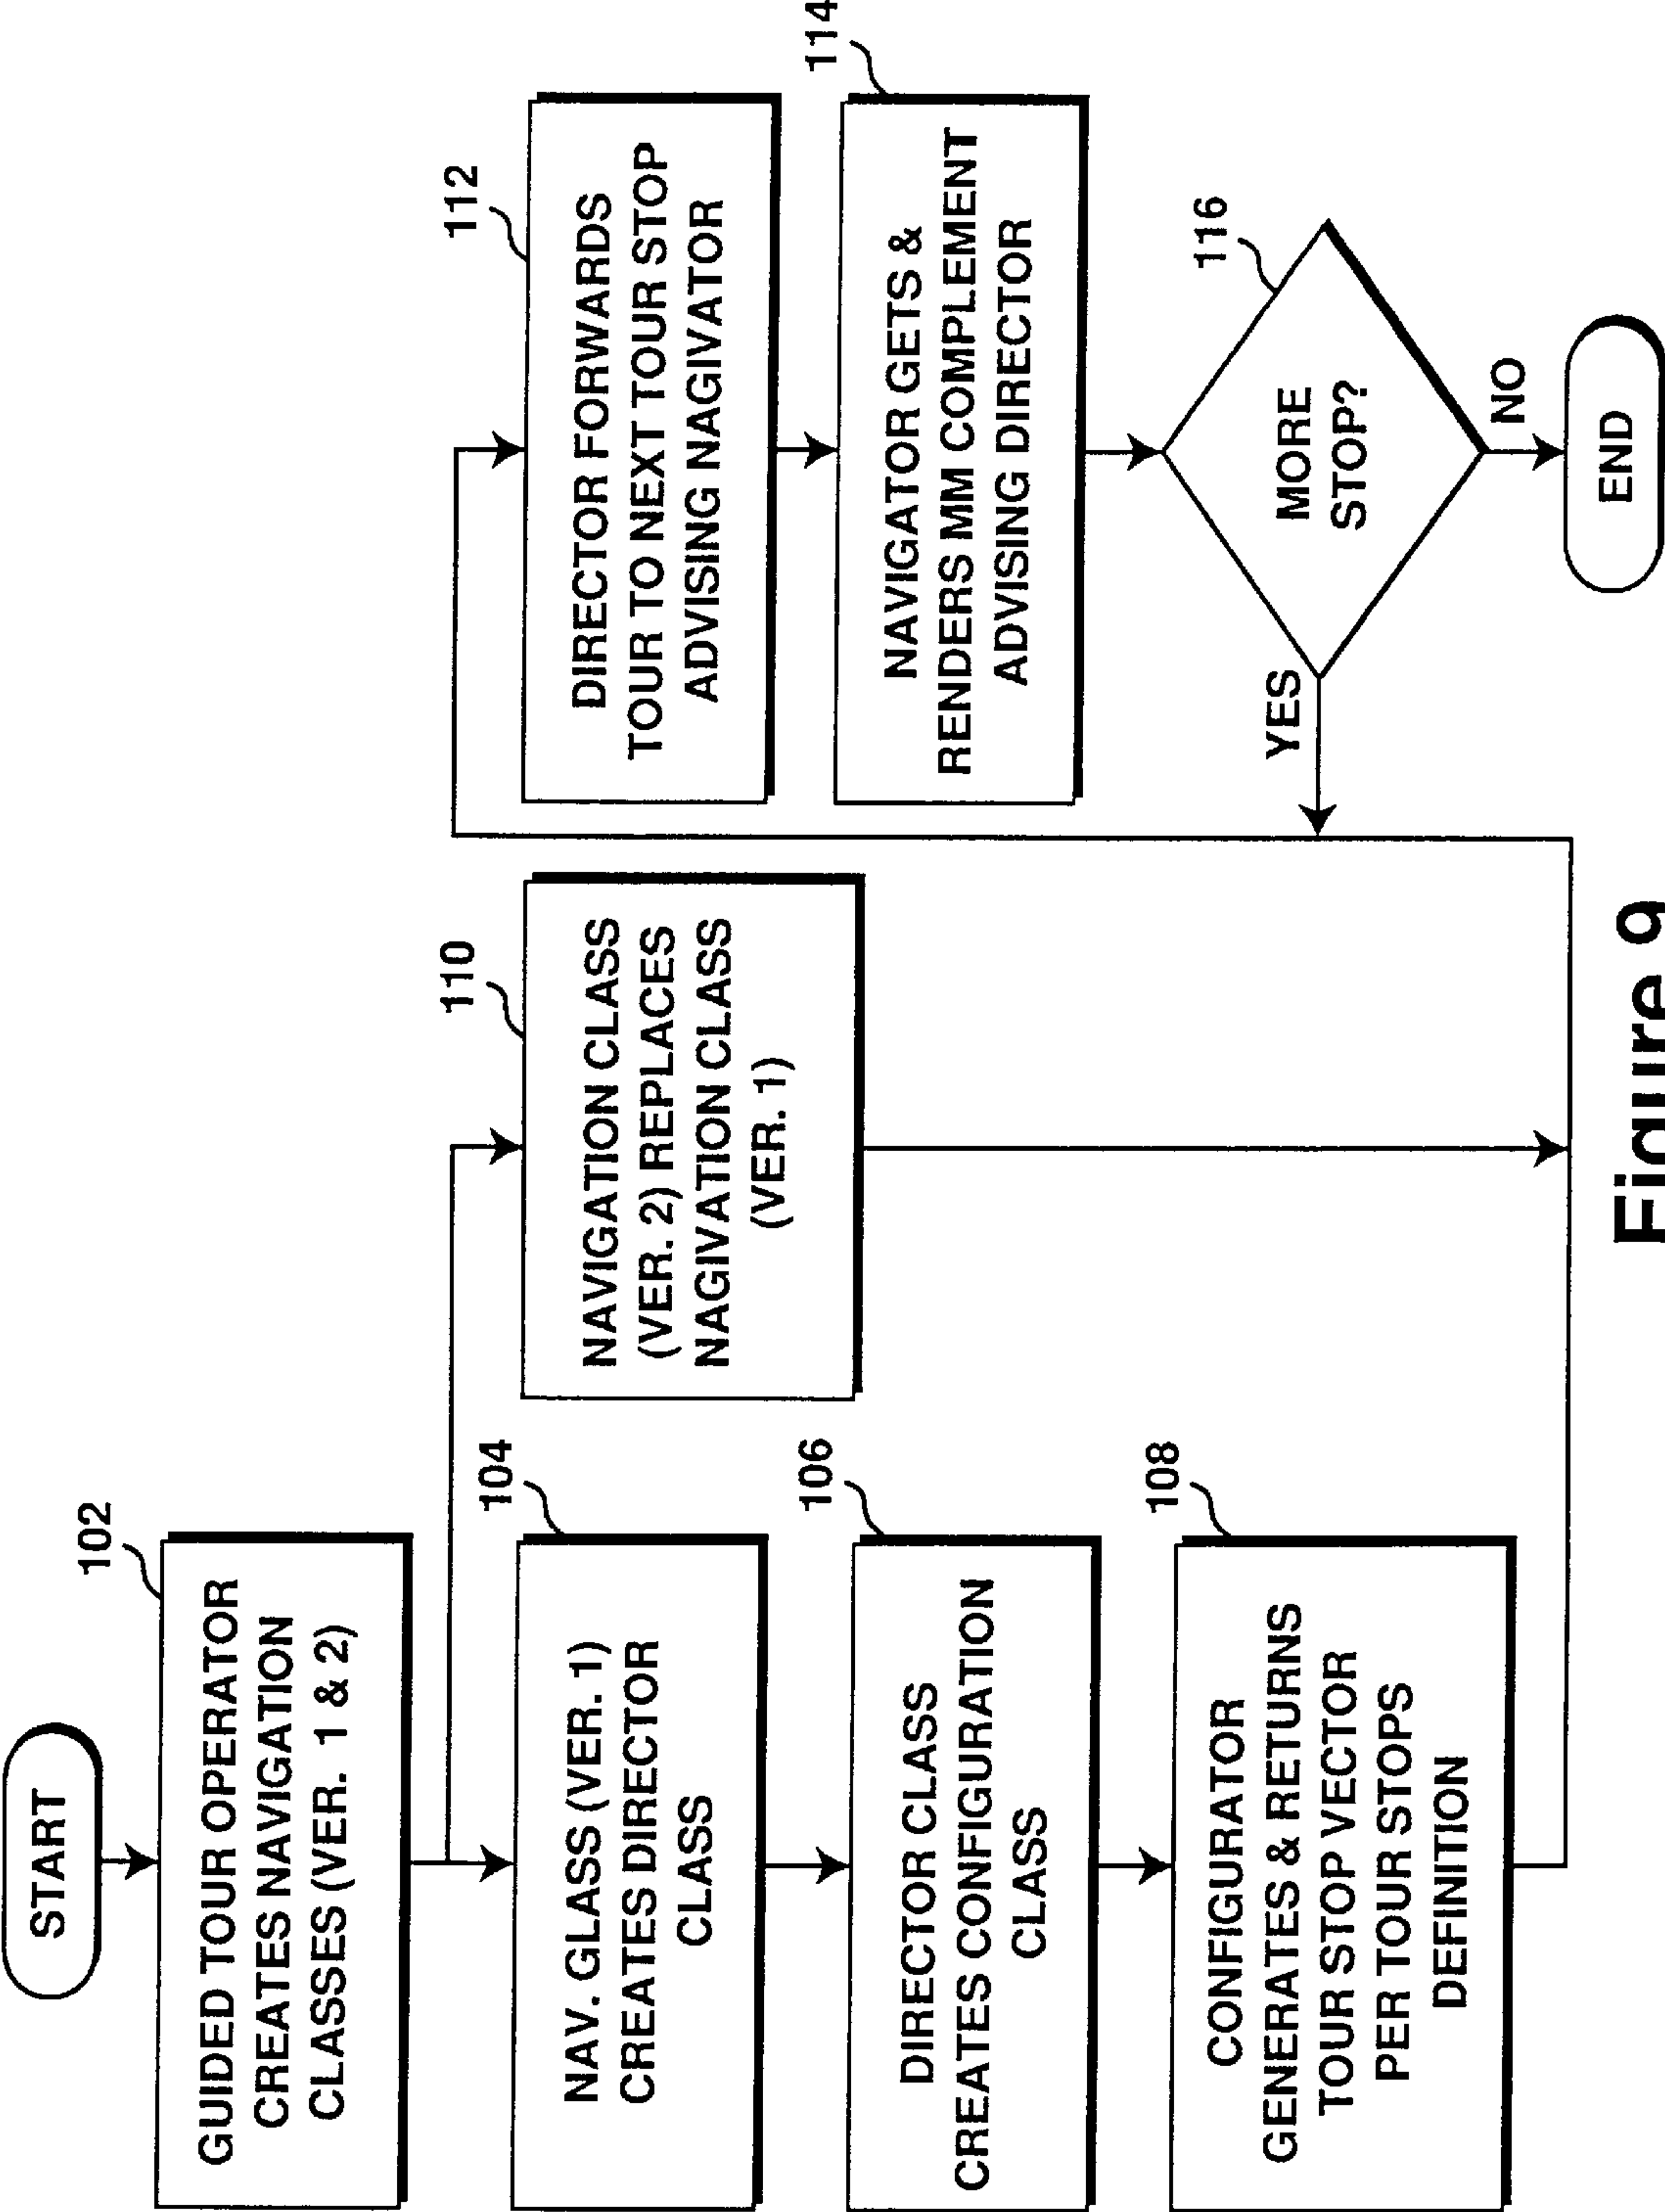 START
102
GUIDED TOUR OPERATOR
CREATES NAVIGATION
CLASSES (VER. 1 & 2)
104
NAV. GLASS (VER. 1)
CREATES DIRECTOR
CLASS
106
DIRECTOR CLASS
CREATES CONFIGURATION
CLASS
108
CONFIGURATOR
GENERATES & RETURNS
TOUR STOP VECTOR
PER TOUR STOPS
DEFINITION
110
NAVIGATION CLASS
(VER. 2) REPLACES
NAGIVATION CLASS
(VER. 1)
112
DIRECTOR FORWARDS
TOUR TO NEXT TOUR STOP
ADVISING NAGIVATOR
114
NAVIGATOR GETS &
RENDERS MM COMPLEMENT
ADVISING DIRECTOR
116
MORE
STOP?
YES
NO
END
Figure 9